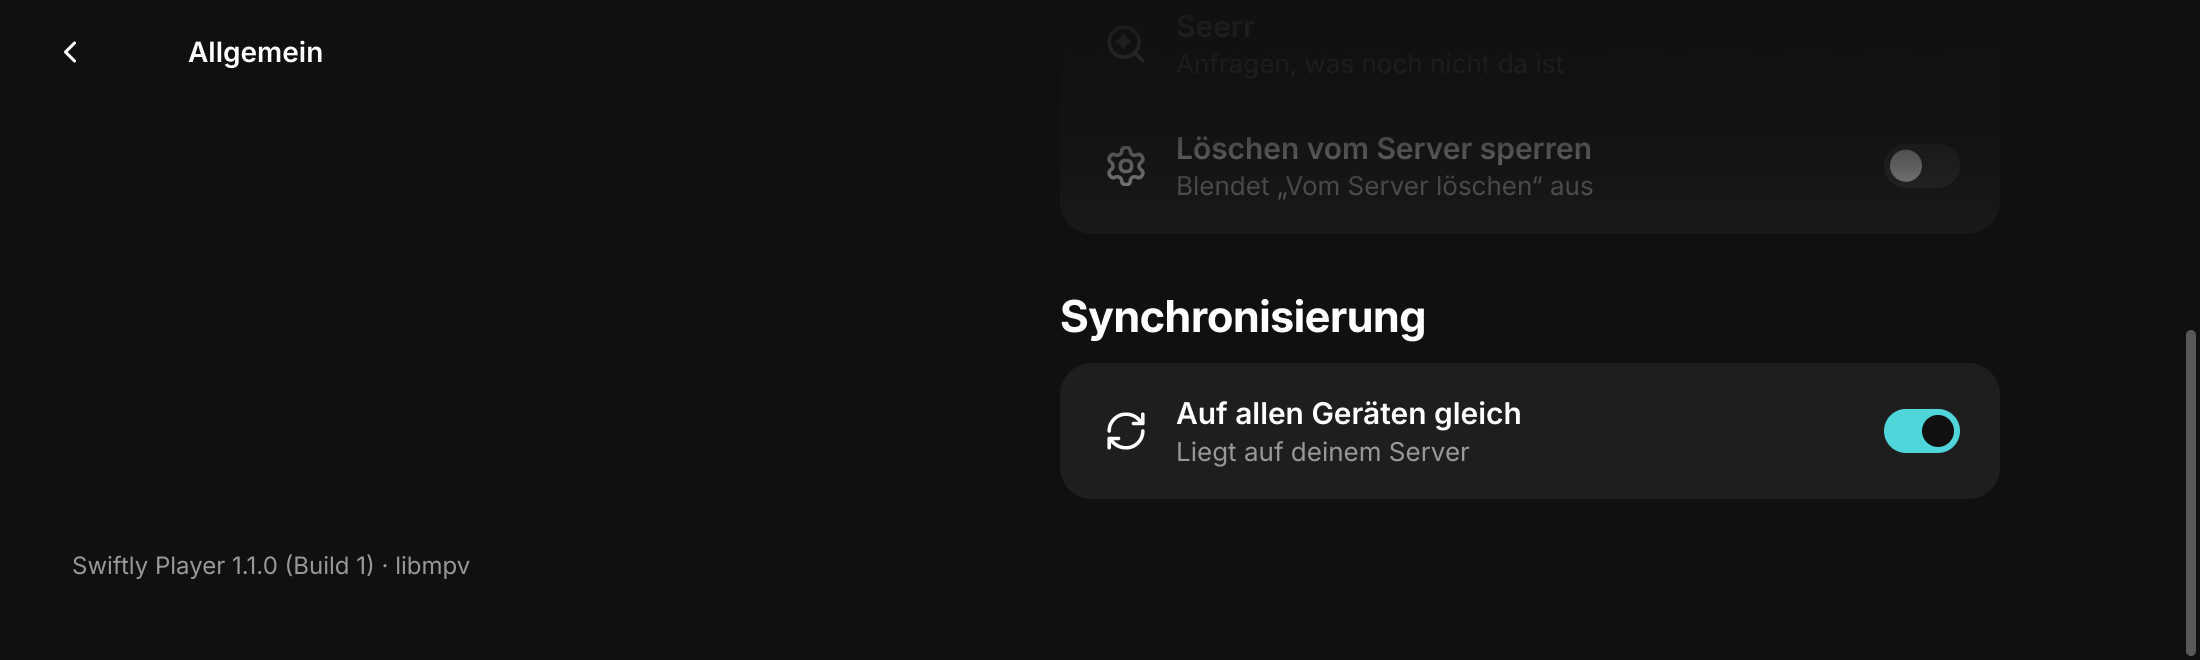 Allgemein
Seerr
Anfragen, was noch nicht da ist
Löschen vom Server sperren
Blendet „Vom Server löschen“ aus
Synchronisierung
Auf allen Geräten gleich
Liegt auf deinem Server
Swiftly Player 1.1.0 (Build 1) · libmpv